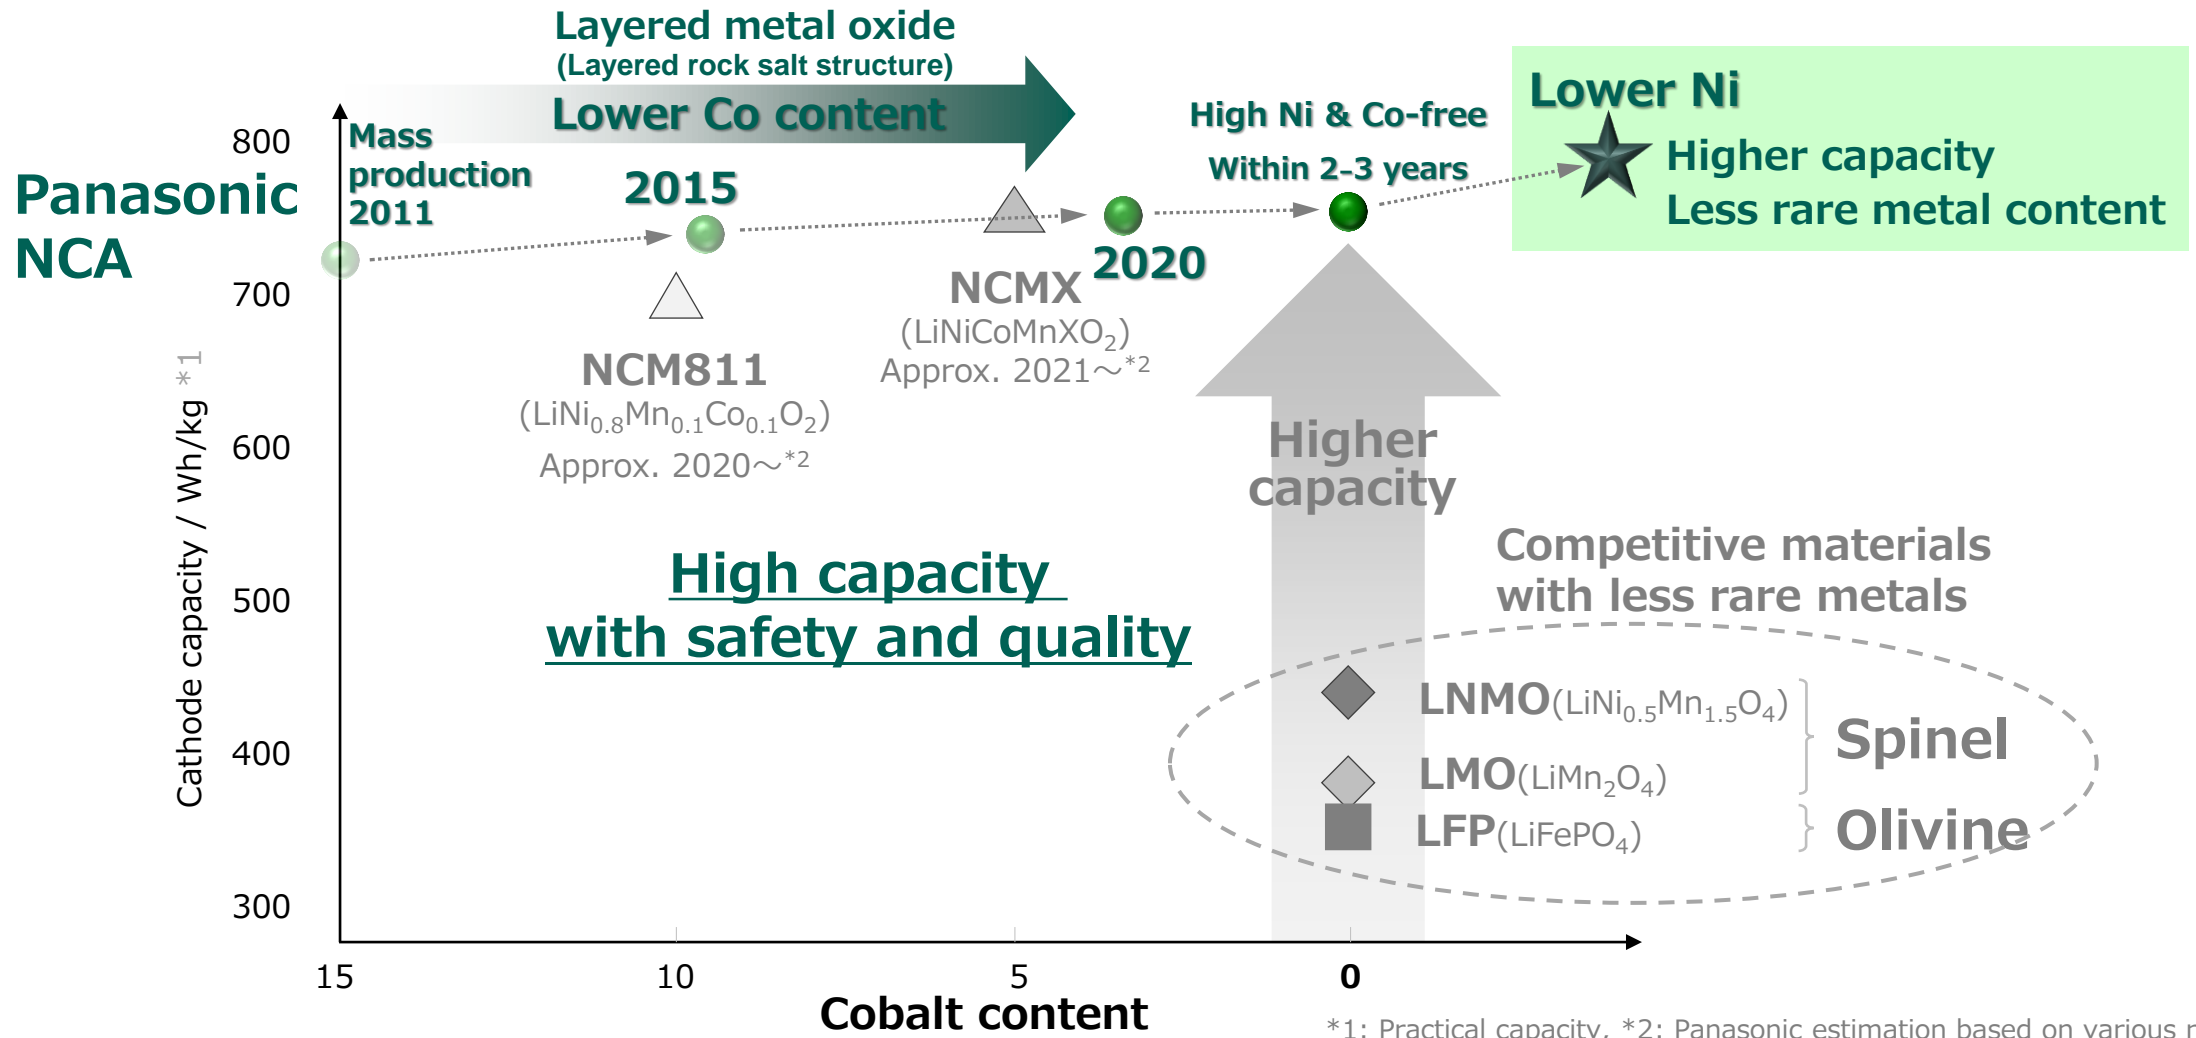 Layered metal oxide
(Layered rock salt structure)
Lower Co content
Panasonic
NCA
Mass
production
2011
2015
2020
High Ni & Co-free
Within 2-3 years
Lower Ni
Higher capacity
Less rare metal content
NCM811
(LiNi0.8Mn0.1Co0.1O2)
Approx. 2020～*2
NCMX
(LiNiCoMnXO2)
Approx. 2021～*2
Higher
capacity
High capacity
with safety and quality
Competitive materials
with less rare metals
LNMO(LiNi0.5Mn1.5O4)
LMO(LiMn2O4)
Spinel
LFP(LiFePO4)
Olivine
Cathode capacity / Wh/kg *1
800
700
600
500
400
300
15
10
5
0
Cobalt content
*1: Practical capacity, *2: Panasonic estimation based on various